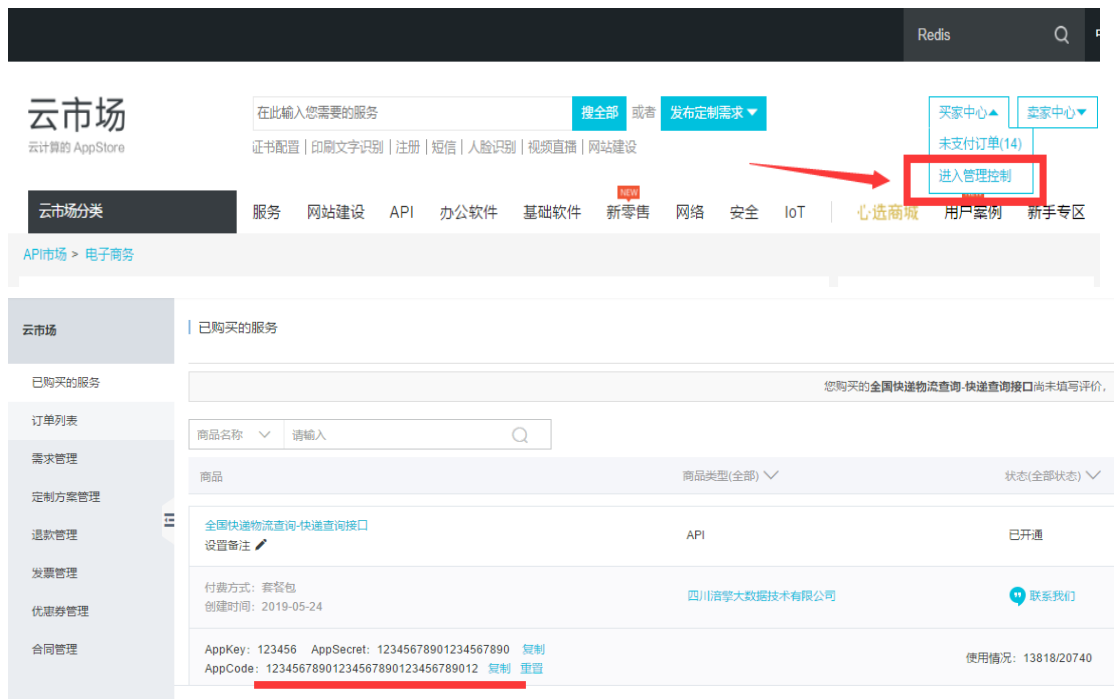 Redis
云市场
云计算的 AppStore
在此输入您需要的服务
搜全部 或者 发布定制需求
买家中心 卖家中心
证书配置 | 印刷文字识别 | 注册 | 短信 | 人脸识别 | 视频直播 | 网站建设
未支付订单(14)
进入管理控制
云市场分类
NEW
服务 网站建设 API 办公软件 基础软件 新零售 网络 安全 IoT 心选商城 用户案例 新手专区
API市场 > 电子商务
云市场
已购买的服务
订单列表
需求管理
定制方案管理
退款管理
发票管理
优惠券管理
合同管理
已购买的服务
您购买的全国快递物流查询-快递查询接口尚未填写评价,
商品名称 请输入
商品 商品类型(全部) 状态(全部状态)
全国快递物流查询-快递查询接口
设置备注
API 已开通
付费方式: 套餐包
创建时间: 2019-05-24
四川涪擎大数据技术有限公司 联系我们
AppKey: 123456 AppSecret: 12345678901234567890 复制
AppCode: 12345678901234567890123456789012 复制 重置
使用情况: 13818/20740